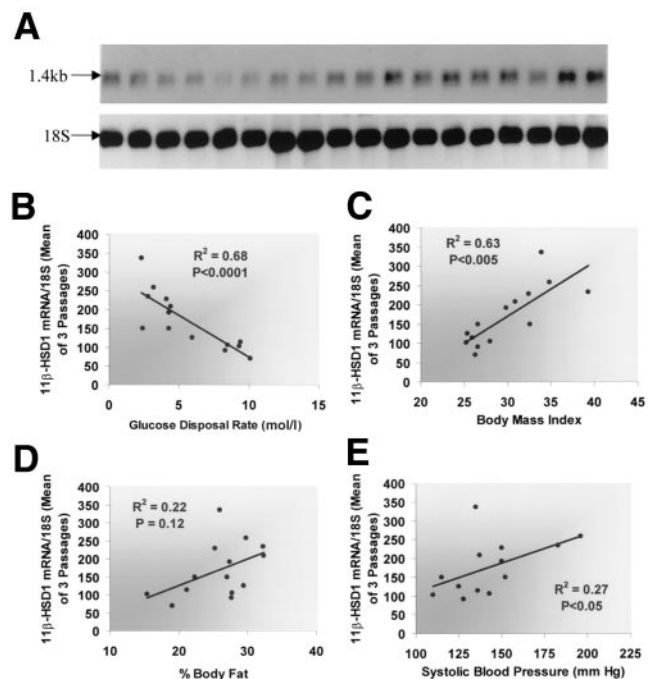 A
1.4kb
18S
B
11β-HSD1 mRNA/18S (Mean
of 3 Passages)
400
350
300
250
200
150
100
50
0
R² = 0.68
P<0.0001
0
5
10
15
Glucose Disposal Rate (mol/l)
C
11β-HSD1 mRNA/18S (Mean
of 3 Passages)
400
350
300
250
200
150
100
50
0
R² = 0.63
P<0.005
20
25
30
35
40
45
Body Mass Index
D
11β-HSD1 mRNA/18S (Mean
of 3 Passages)
400
350
300
250
200
150
100
50
0
R² = 0.22
P = 0.12
10
20
30
40
% Body Fat
E
11β-HSD1 mRNA/18S (Mean
of 3 Passages)
400
350
300
250
200
150
100
50
0
R² = 0.27
P<0.05
100
125
150
175
200
225
Systolic Blood Pressure (mm Hg)